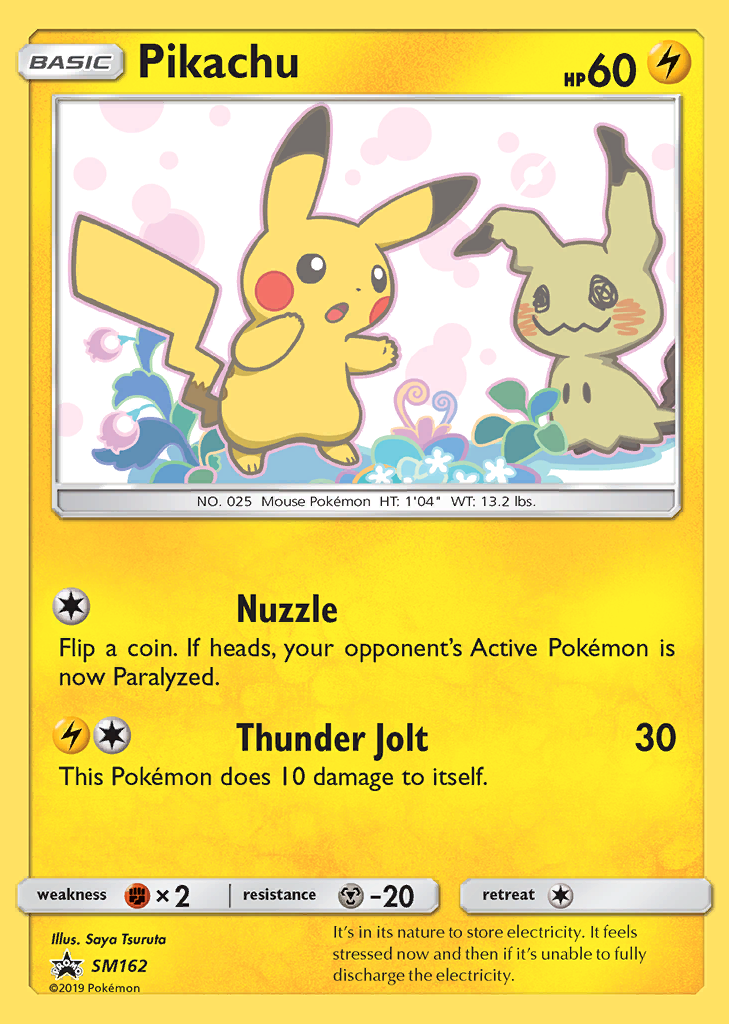 BASIC Pikachu HP60
NO. 025 Mouse Pokémon HT: 1'04" WT: 13.2 lbs.
Nuzzle
Flip a coin. If heads, your opponent's Active Pokémon is
now Paralyzed.
Thunder Jolt 30
This Pokémon does 10 damage to itself.
weakness ×2 resistance -20 retreat
Illus. Saya Tsuruta
PROMO SM162
©2019 Pokémon
It's in its nature to store electricity. It feels
stressed now and then if it's unable to fully
discharge the electricity.